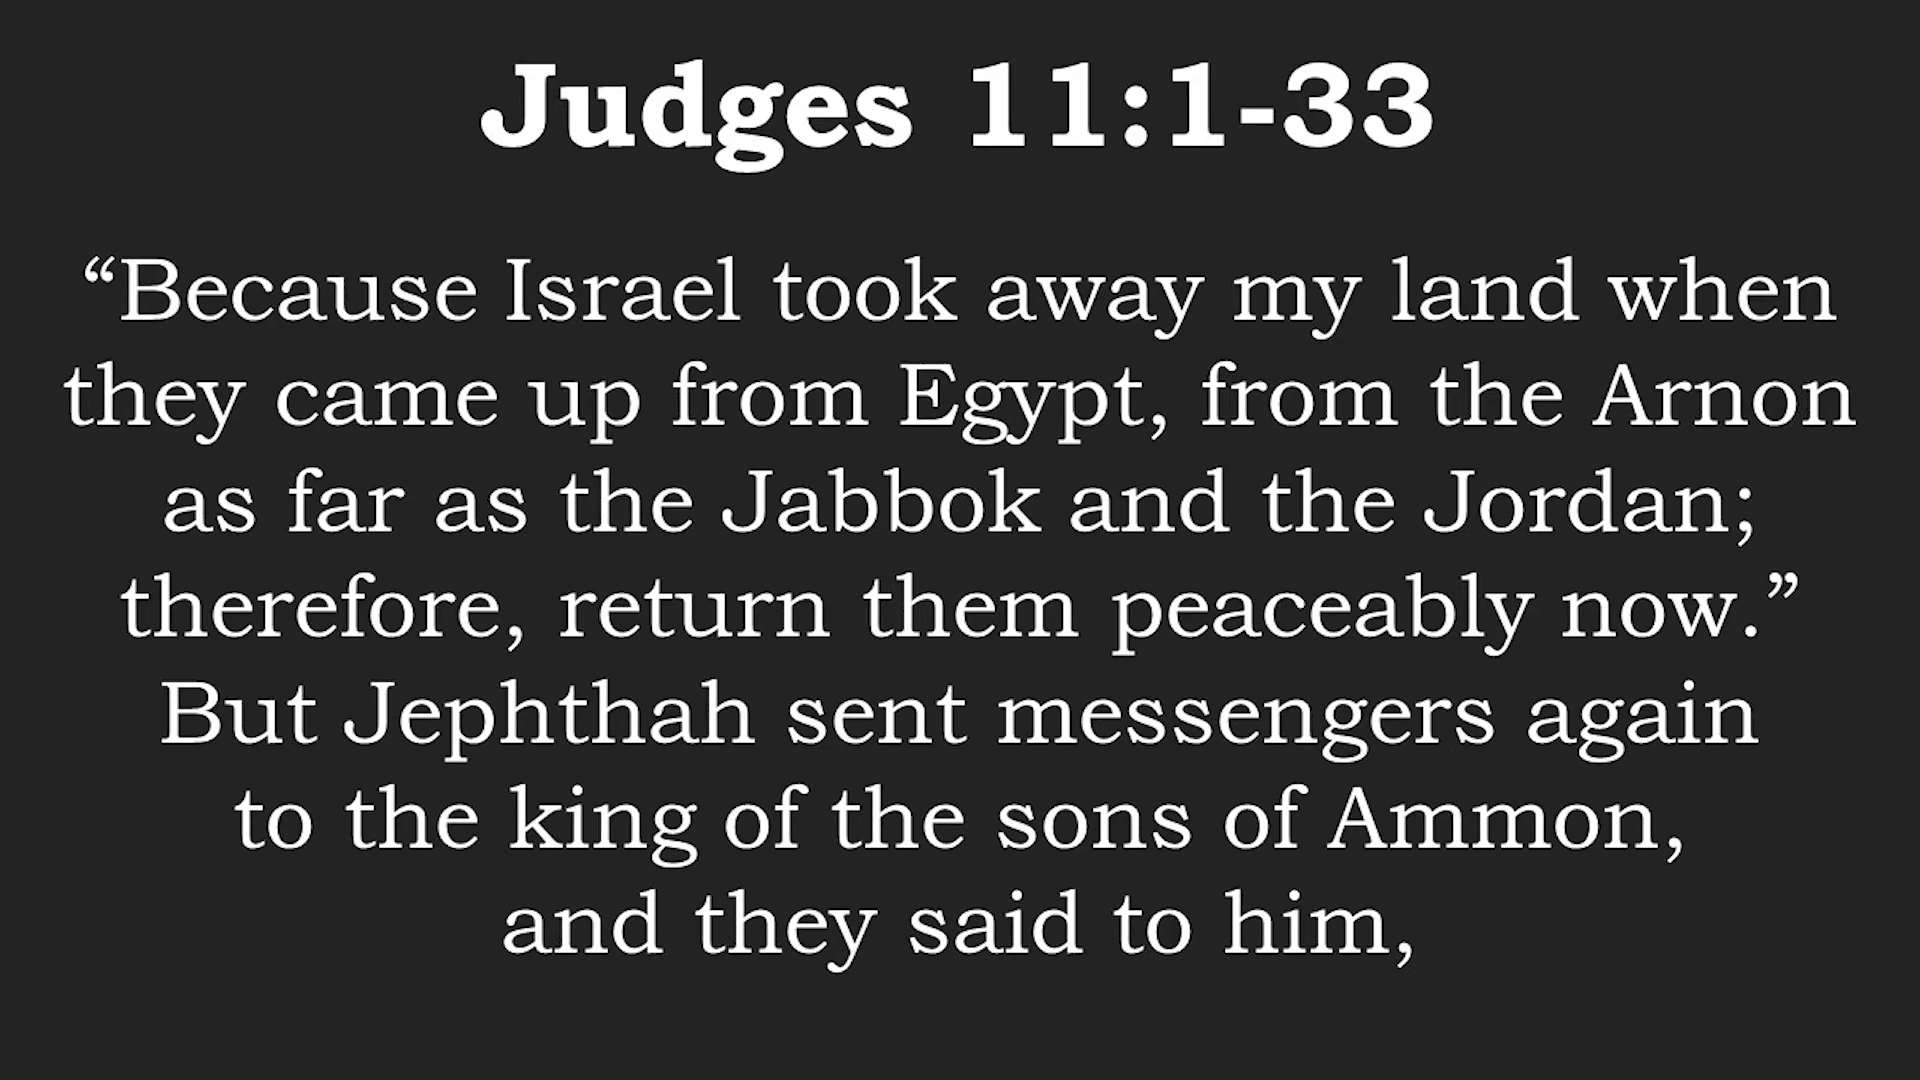 Judges 11:1-33
“Because Israel took away my land when
they came up from Egypt, from the Arnon
as far as the Jabbok and the Jordan;
therefore, return them peaceably now.”
But Jephthah sent messengers again
to the king of the sons of Ammon,
and they said to him,